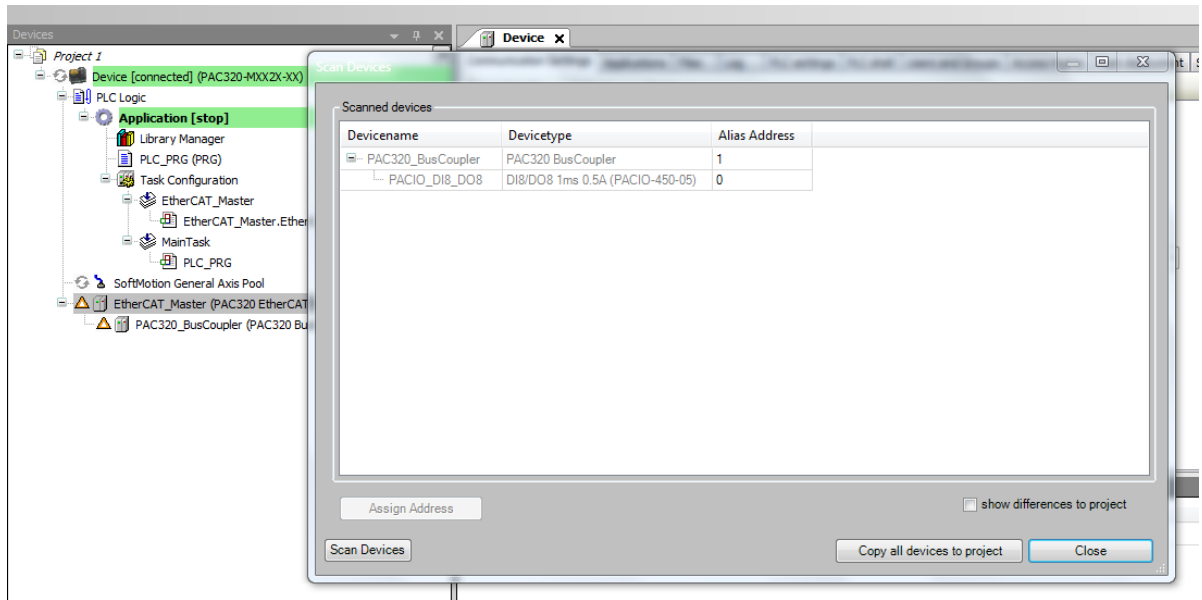 Devices
Project 1
Device [connected] (PAC320-MXX2X-XX)
PLC Logic
Application [stop]
Library Manager
PLC_PRG (PRG)
Task Configuration
EtherCAT_Master
EtherCAT_Master.Ether
MainTask
PLC_PRG
SoftMotion General Axis Pool
EtherCAT_Master (PAC320 EtherCAT
PAC320_BusCoupler (PAC320 Bu
Device
Scan Devices
Scanned devices
Devicename Devicetype Alias Address
PAC320_BusCoupler PAC320 BusCoupler 1
PACIO_DI8_DO8 DI8/DO8 1ms 0.5A (PACIO-450-05) 0
Assign Address
show differences to project
Scan Devices
Copy all devices to project
Close